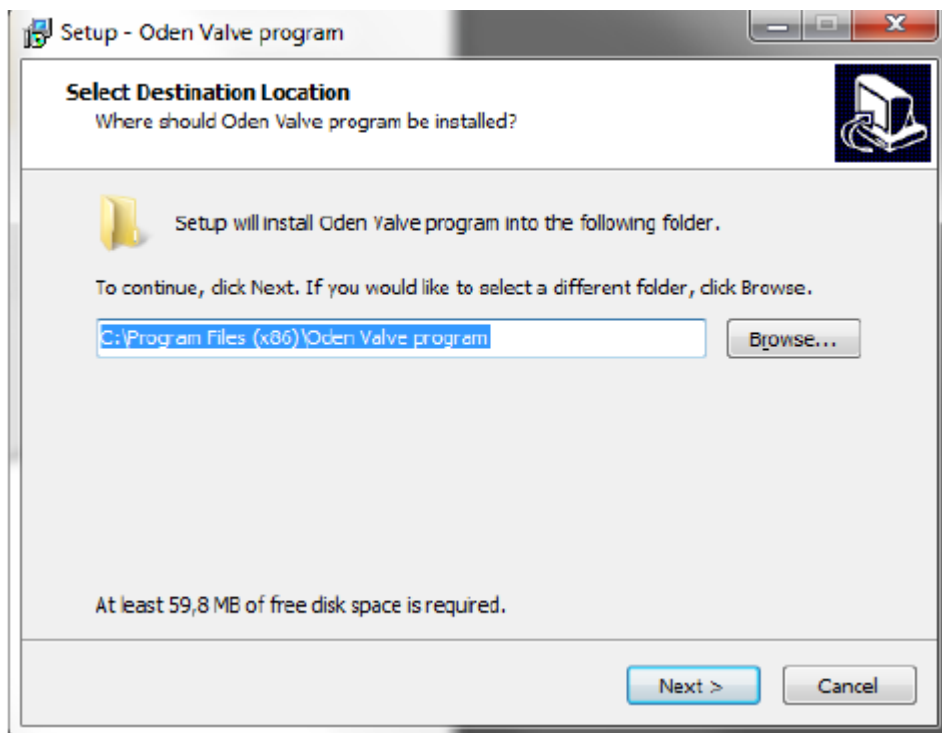 Setup - Oden Valve program
Select Destination Location
Where should Oden Valve program be installed?
Setup will install Oden Valve program into the following folder.
To continue, click Next. If you would like to select a different folder, click Browse.
C:\Program Files (x86)\Oden Valve program
Browse...
At least 59,8 MB of free disk space is required.
Next >
Cancel